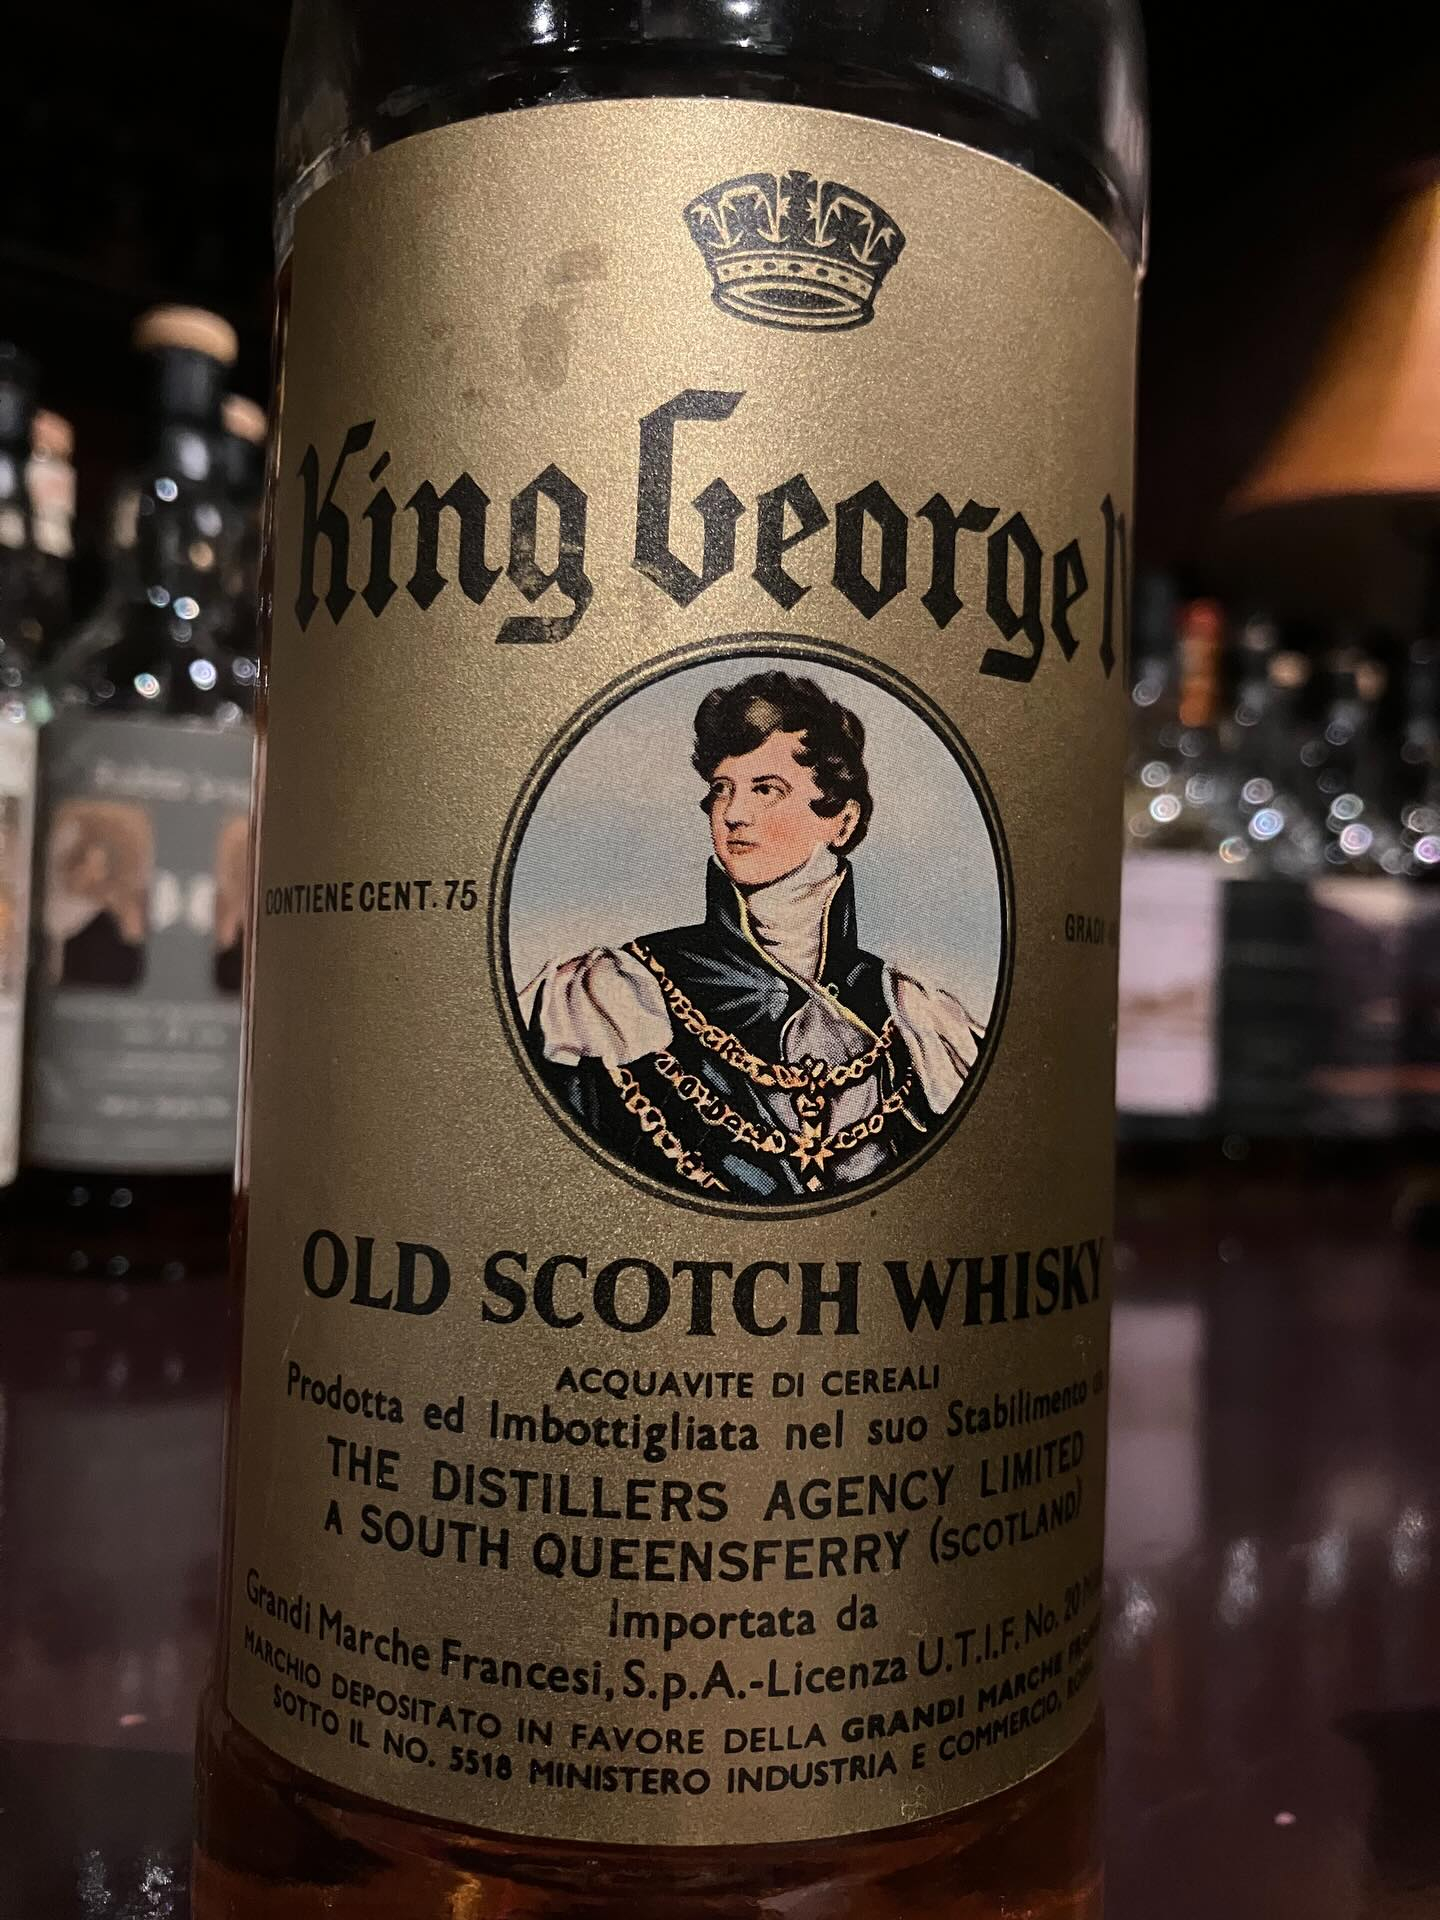 King George
CONTIENE CENT. 75
GRADI
OLD SCOTCH WHISKY
ACQUAVITE DI CEREALI
Prodotta ed Imbottigliata nel suo Stabilimento
THE DISTILLERS AGENCY LIMITED
A SOUTH QUEENSFERRY (SCOTLAND)
Importata da
Grandi Marche Francesi, S.p.A.-Licenza U.T.I.F. No. 20
MARCHIO DEPOSITATO IN FAVORE DELLA GRANDI MARCHE
SOTTO IL NO. 5518 MINISTERO INDUSTRIA E COMMERCIO,